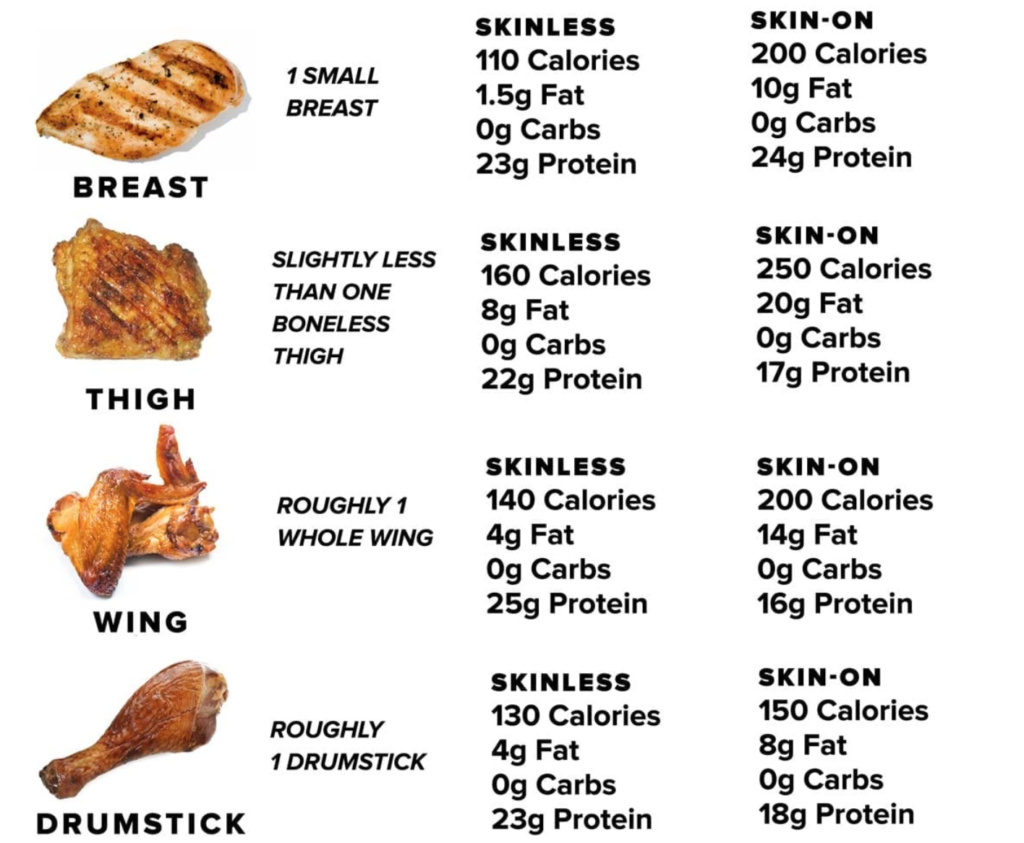 1 SMALL
BREAST
SKINLESS
110 Calories
1.5g Fat
0g Carbs
23g Protein
SKIN-ON
200 Calories
10g Fat
0g Carbs
24g Protein
BREAST
SLIGHTLY LESS
THAN ONE
BONELESS
THIGH
SKINLESS
160 Calories
8g Fat
0g Carbs
22g Protein
SKIN-ON
250 Calories
20g Fat
0g Carbs
17g Protein
THIGH
ROUGHLY 1
WHOLE WING
SKINLESS
140 Calories
4g Fat
0g Carbs
25g Protein
SKIN-ON
200 Calories
14g Fat
0g Carbs
16g Protein
WING
ROUGHLY
1 DRUMSTICK
SKINLESS
130 Calories
4g Fat
0g Carbs
23g Protein
SKIN-ON
150 Calories
8g Fat
0g Carbs
18g Protein
DRUMSTICK